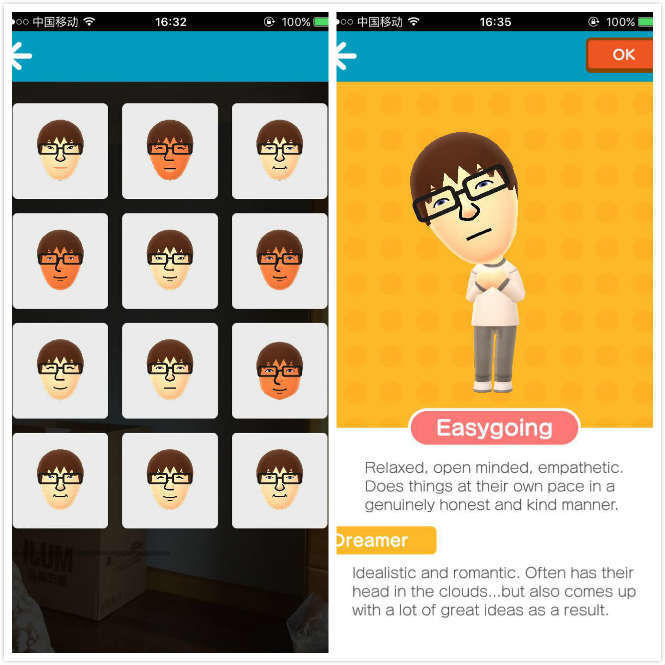 中国移动 16:32 100%
中国移动 16:35 100%
OK
Easygoing
Relaxed, open minded, empathetic.
Does things at their own pace in a
genuinely honest and kind manner.
Dreamer
Idealistic and romantic. Often has their
head in the clouds...but also comes up
with a lot of great ideas as a result.